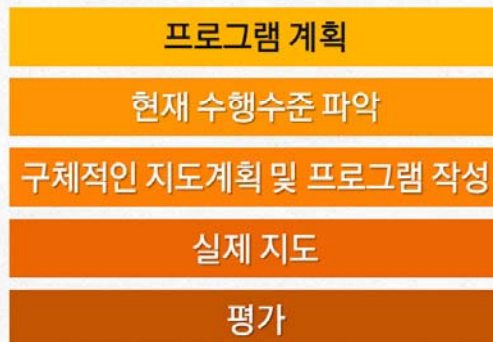 프로그램 계획
현재 수행수준 파악
구체적인 지도계획 및 프로그램 작성
실제 지도
평가